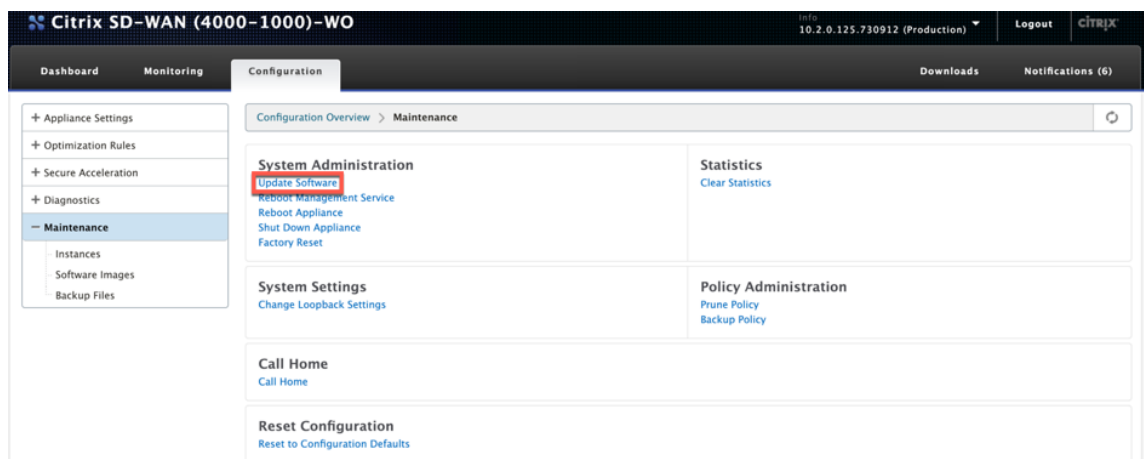 Citrix SD-WAN (4000-1000)-WO
Info
10.2.0.125.730912 (Production)
Logout
CITRIX
Dashboard
Monitoring
Configuration
Downloads
Notifications (6)
+ Appliance Settings
+ Optimization Rules
+ Secure Acceleration
+ Diagnostics
− Maintenance
Instances
Software Images
Backup Files
Configuration Overview > Maintenance
System Administration
Update Software
Reboot Management Service
Reboot Appliance
Shut Down Appliance
Factory Reset
Statistics
Clear Statistics
System Settings
Change Loopback Settings
Policy Administration
Prune Policy
Backup Policy
Call Home
Call Home
Reset Configuration
Reset to Configuration Defaults